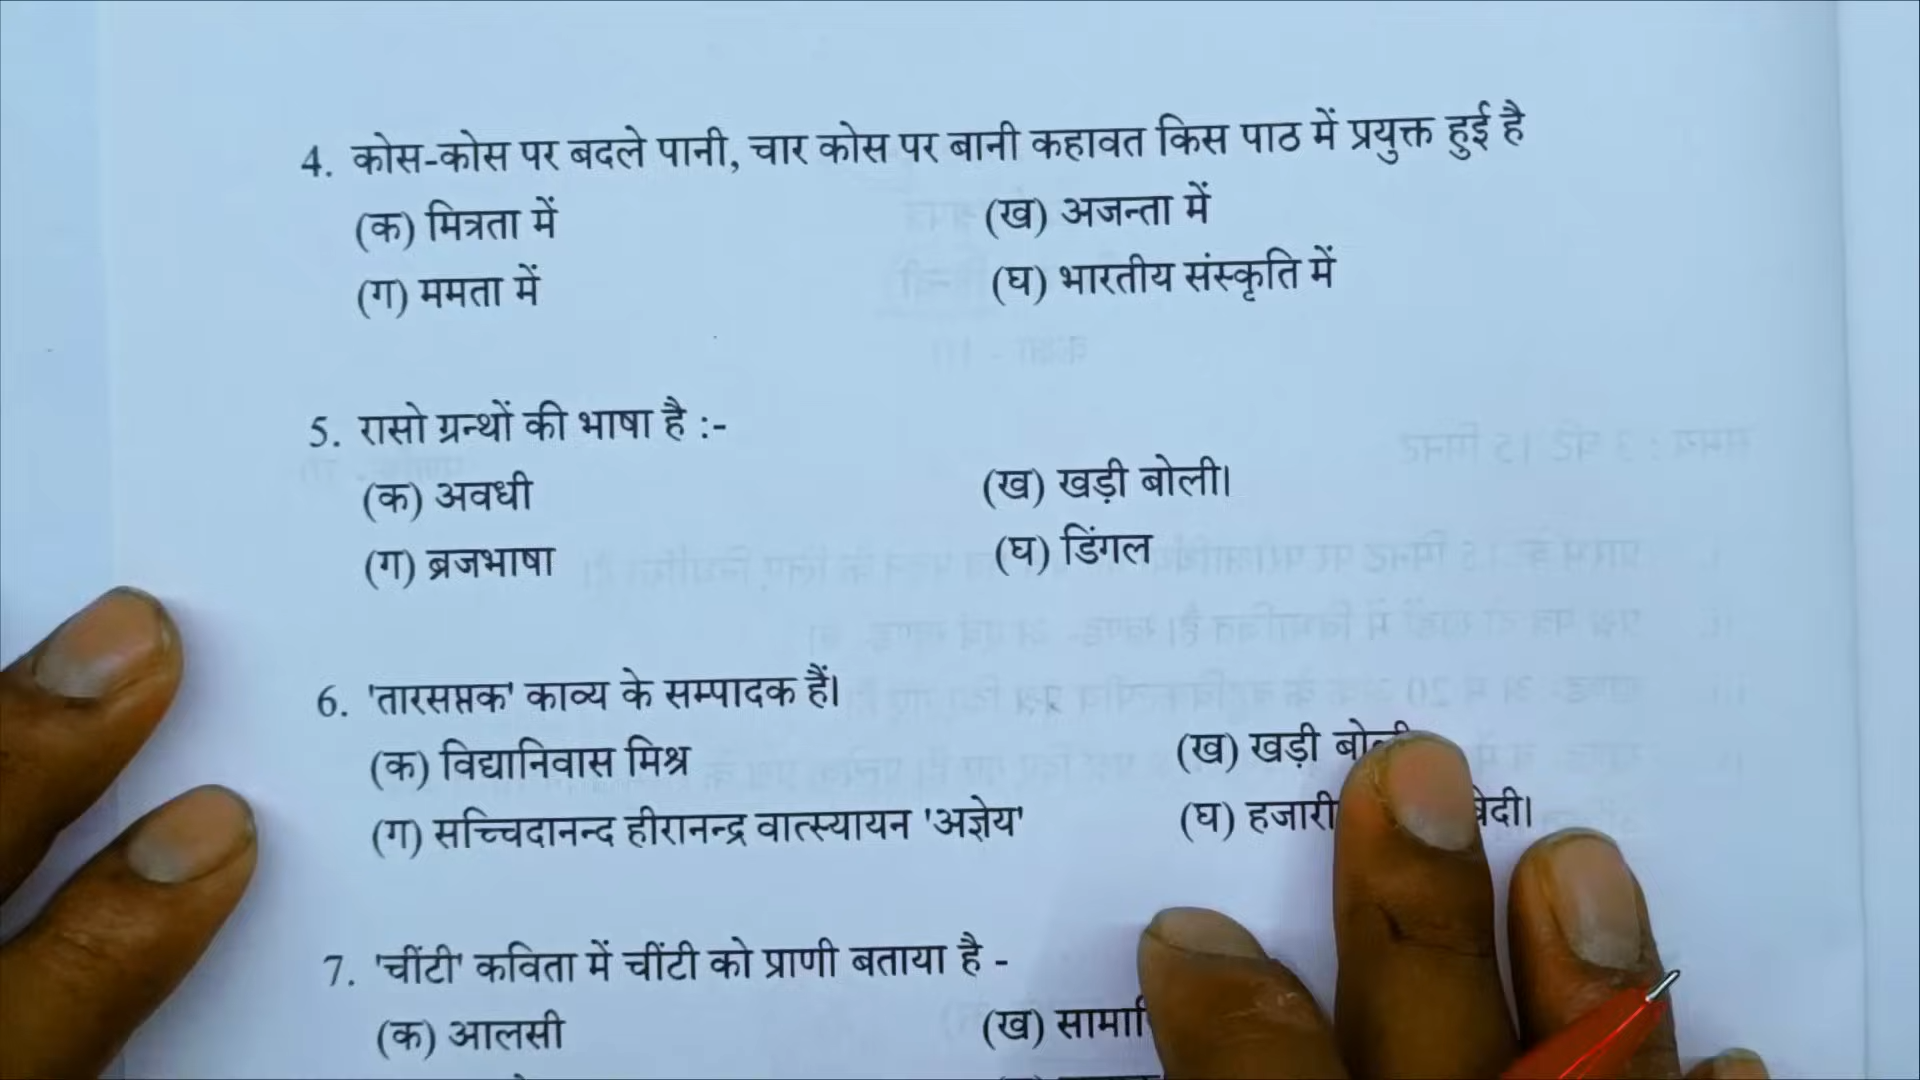 4. कोस-कोस पर बदले पानी, चार कोस पर बानी कहावत किस पाठ में प्रयुक्त हुई है
(क) मित्रता में (ख) अजन्ता में
(ग) ममता में (घ) भारतीय संस्कृति में
5. रासो ग्रन्थों की भाषा है :-
(क) अवधी (ख) खड़ी बोली।
(ग) ब्रजभाषा (घ) डिंगल
6. 'तारसप्तक' काव्य के सम्पादक हैं।
(क) विद्यानिवास मिश्र (ख) खड़ी
(ग) सच्चिदानन्द हीरानन्द्र वात्स्यायन 'अज्ञेय' (घ)
7. 'चींटी' कविता में चींटी को प्राणी बताया है -
(क) आलसी (ख)